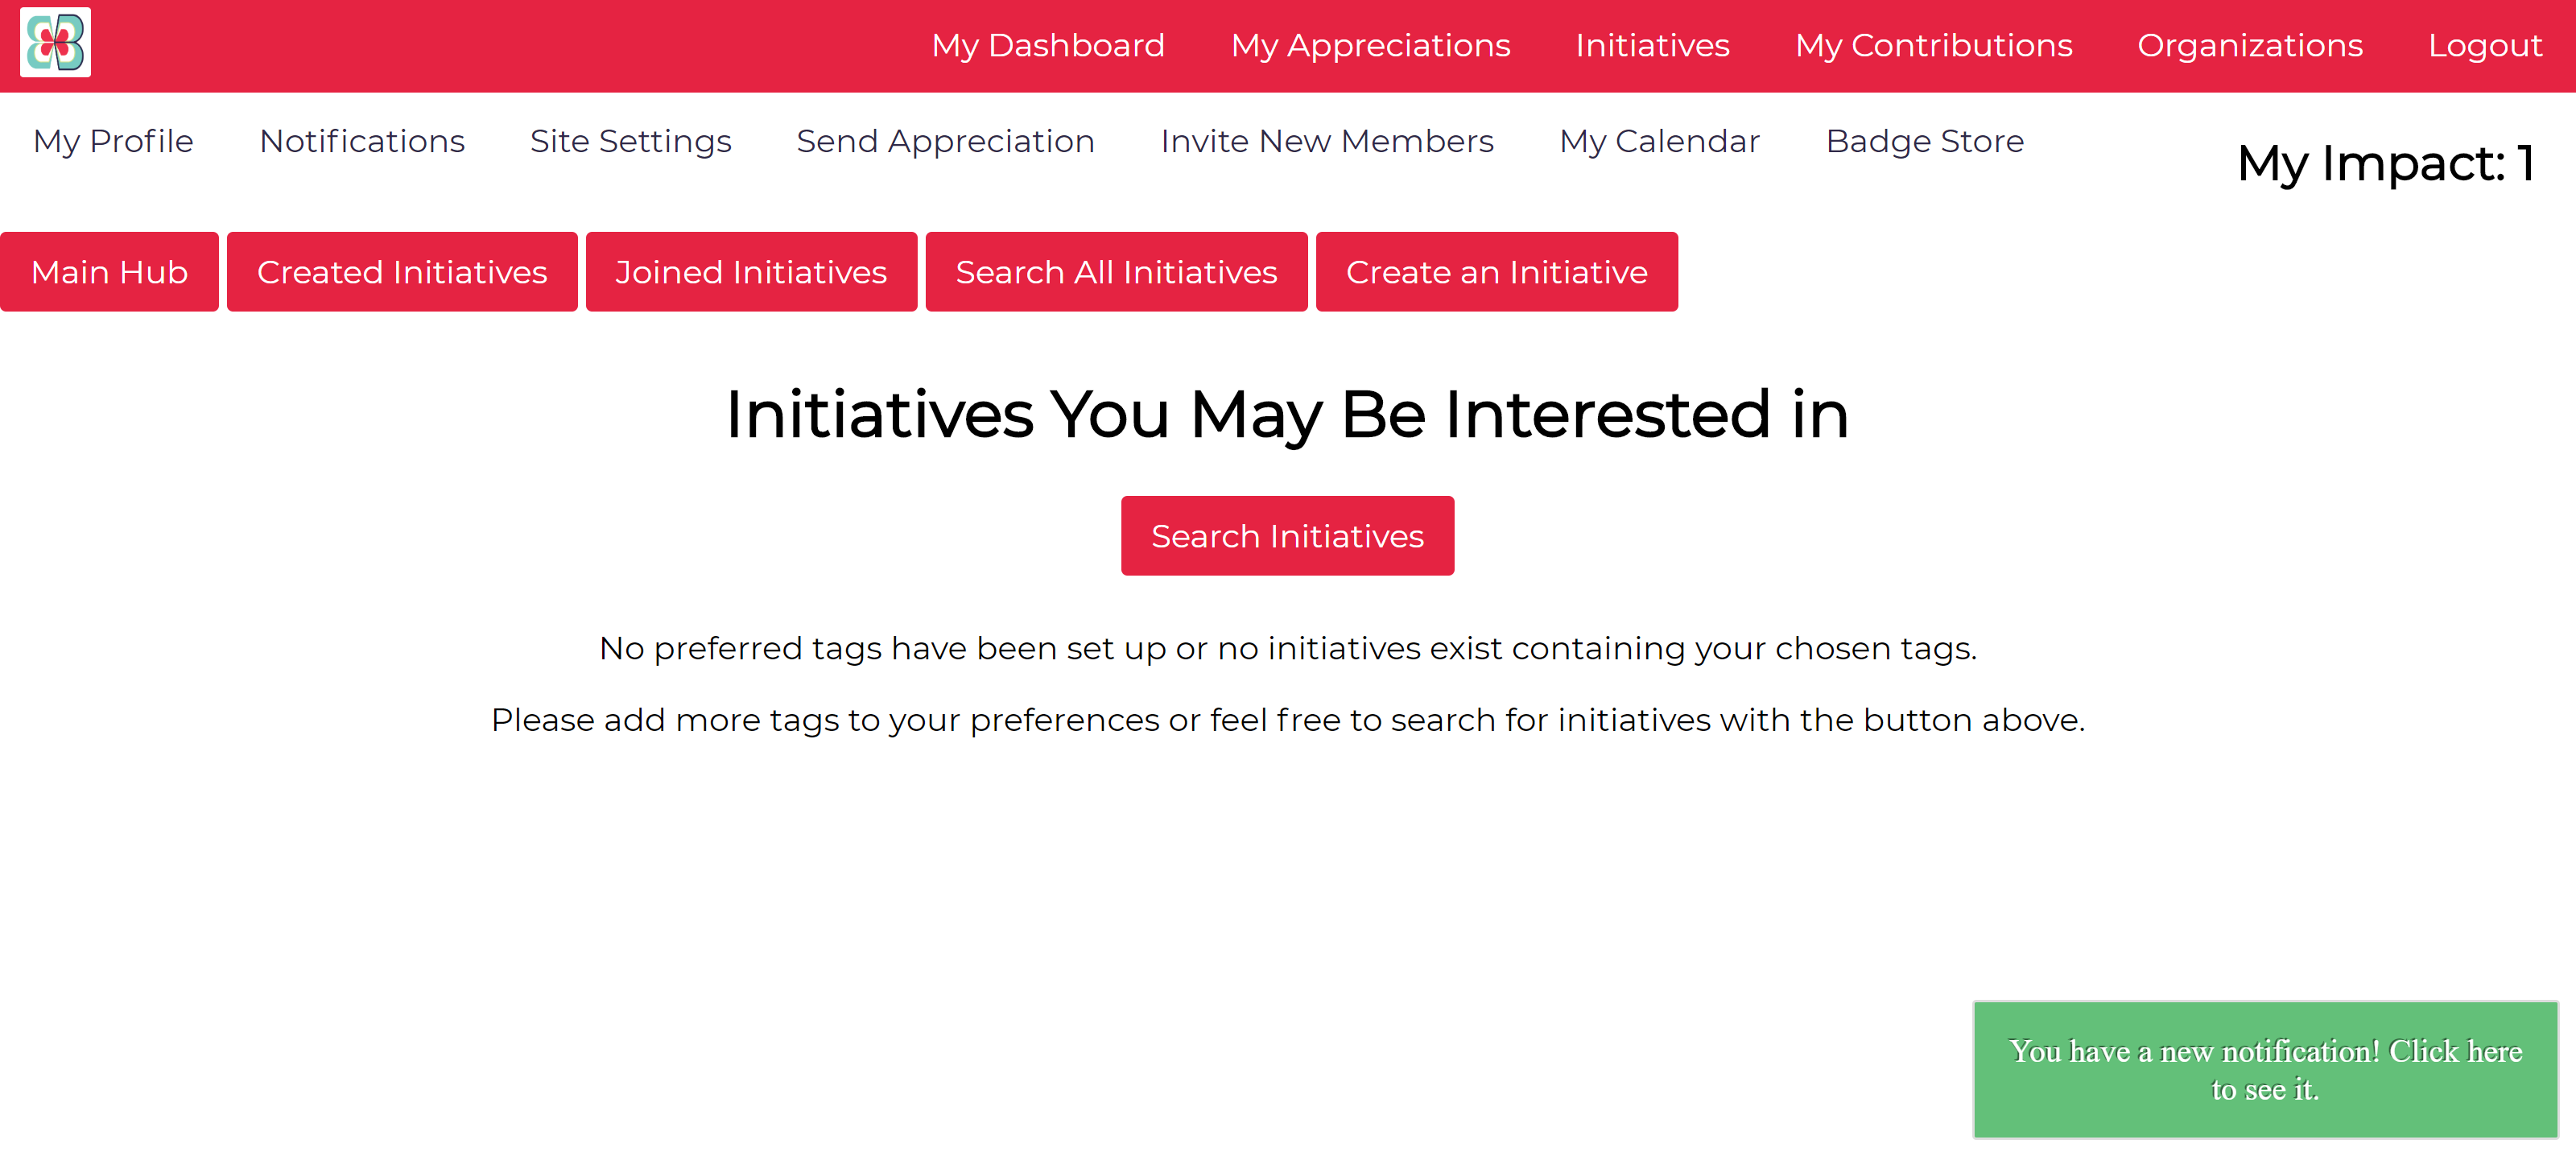 My Dashboard My Appreciations Initiatives My Contributions Organizations Logout
My Profile Notifications Site Settings Send Appreciation Invite New Members My Calendar Badge Store
My Impact: 1
Main Hub Created Initiatives Joined Initiatives Search All Initiatives Create an Initiative
Initiatives You May Be Interested in
Search Initiatives
No preferred tags have been set up or no initiatives exist containing your chosen tags.
Please add more tags to your preferences or feel free to search for initiatives with the button above.
You have a new notification! Click here
to see it.